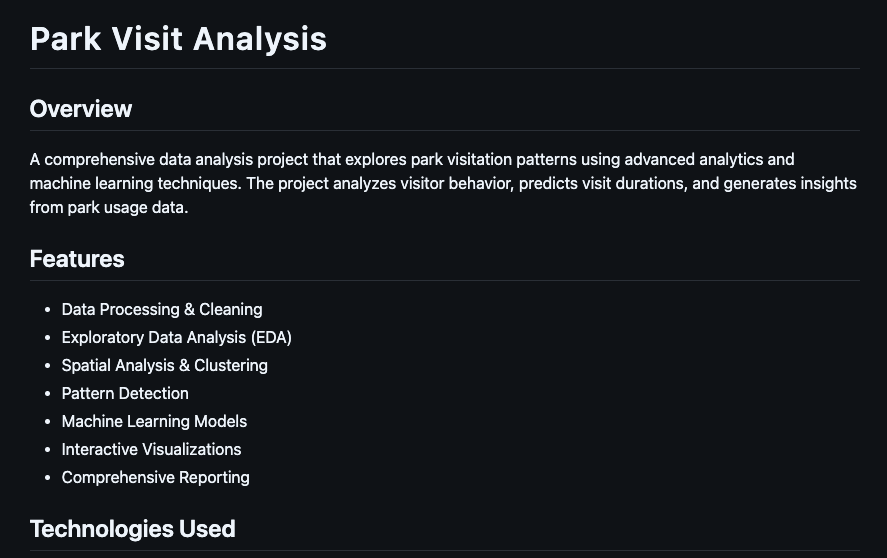 Park Visit Analysis
Overview
A comprehensive data analysis project that explores park visitation patterns using advanced analytics and
machine learning techniques. The project analyzes visitor behavior, predicts visit durations, and generates insights
from park usage data.
Features
• Data Processing & Cleaning
• Exploratory Data Analysis (EDA)
• Spatial Analysis & Clustering
• Pattern Detection
• Machine Learning Models
• Interactive Visualizations
• Comprehensive Reporting
Technologies Used